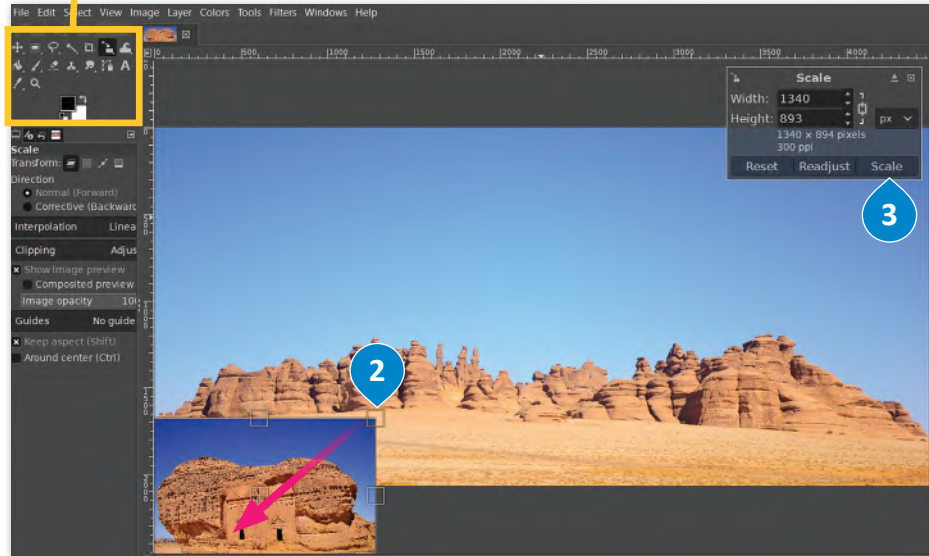 File Edit Select View Image Layer Colors Tools Filters Windows Help
0 500 1000 1500 2000 2500 3000 3500 4000
Scale
Transform:
Direction
Normal (Forward)
Corrective (Backward
Interpolation Linea
Clipping Adjus
Show image preview
Composited preview
Image opacity 10
Guides No guide
Keep aspect (Shift)
Around center (Ctrl)
Scale
Width: 1340
Height: 893 px
1340 x 894 pixels
300 ppi
Reset Readjust Scale
3
2